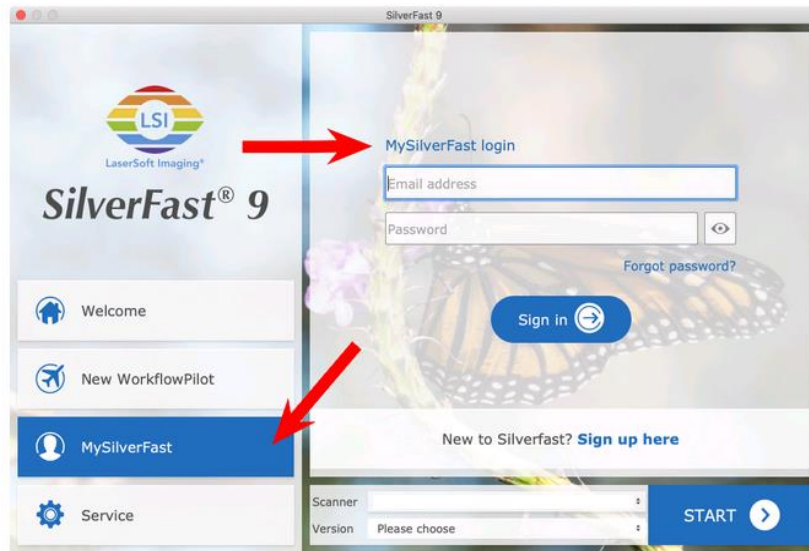 SilverFast 9
LSI
LaserSoft Imaging®
SilverFast® 9
Welcome
New WorkflowPilot
MySilverFast
Service
MySilverFast login
Email address
Password
Forgot password?
Sign in
New to Silverfast? Sign up here
Scanner
Version Please choose
START